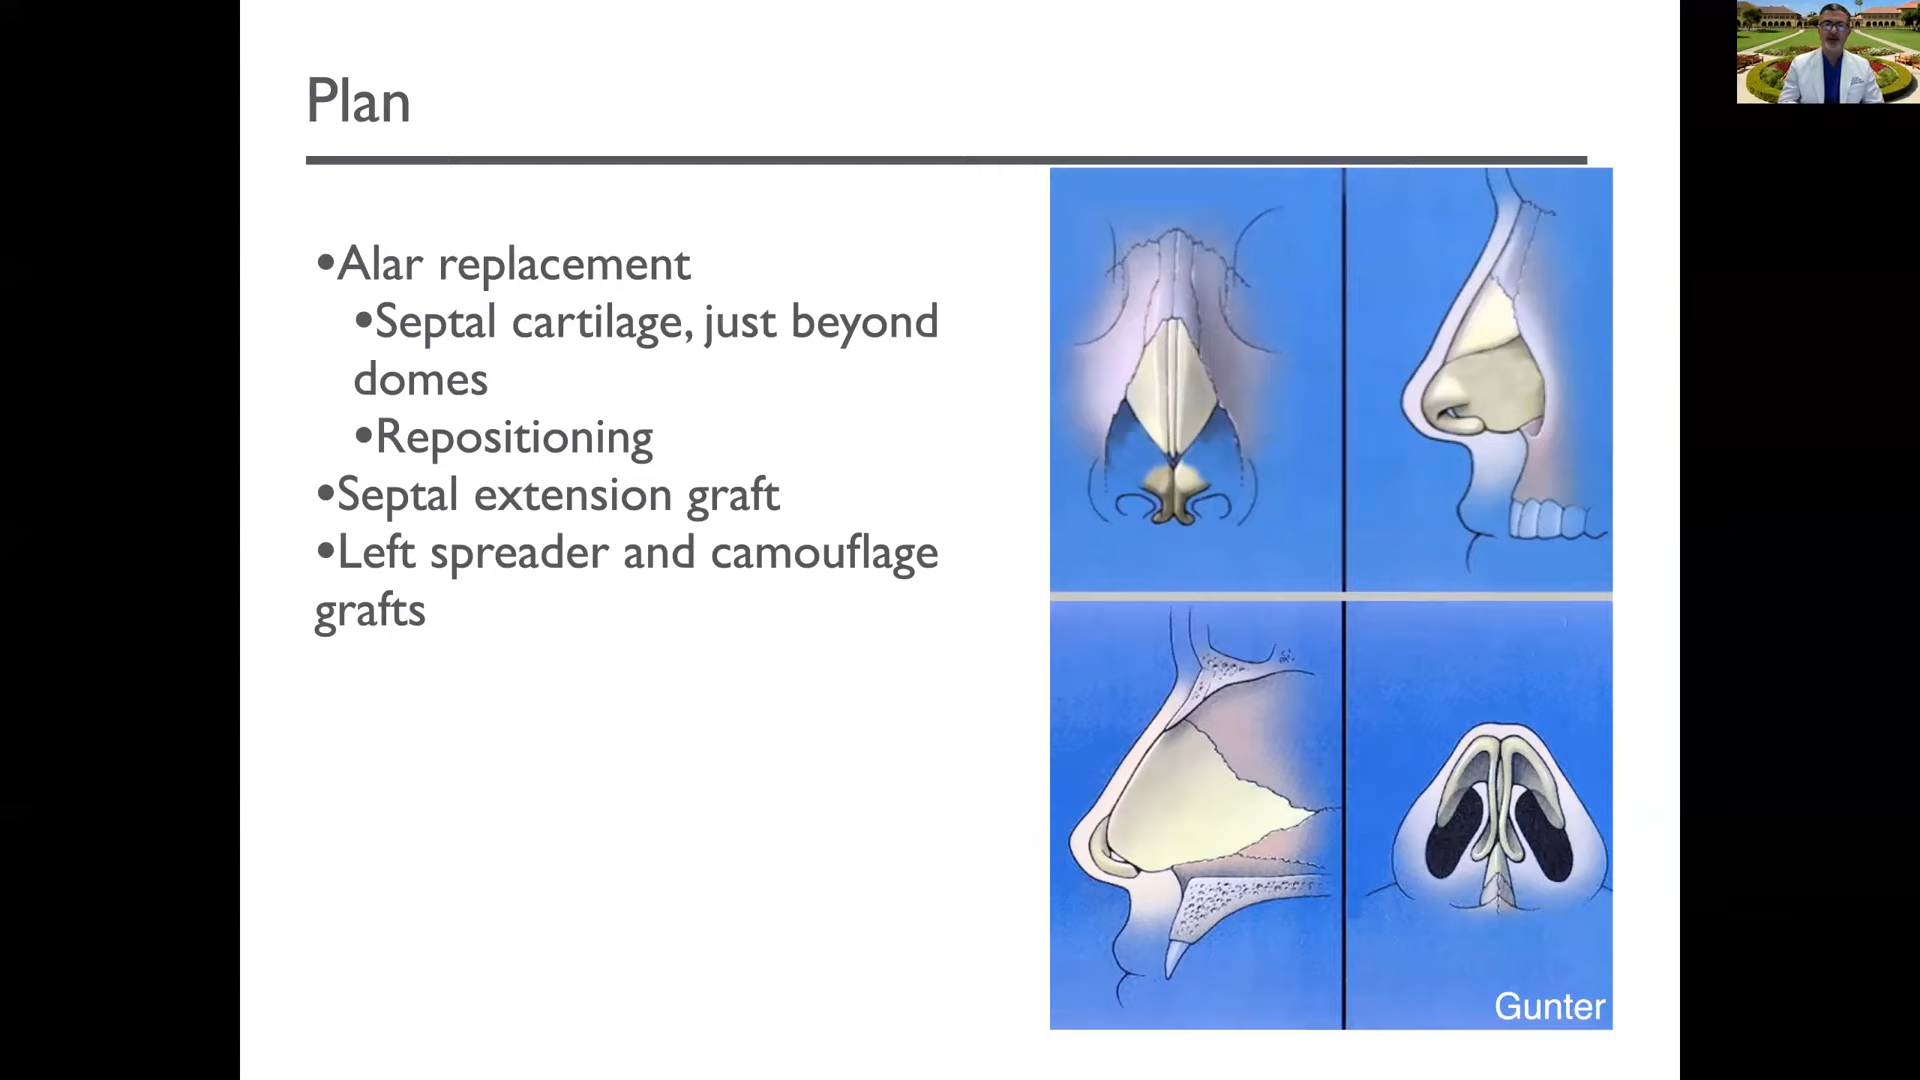 Plan
•Alar replacement
•Septal cartilage, just beyond
domes
•Repositioning
•Septal extension graft
•Left spreader and camouflage
grafts
Gunter